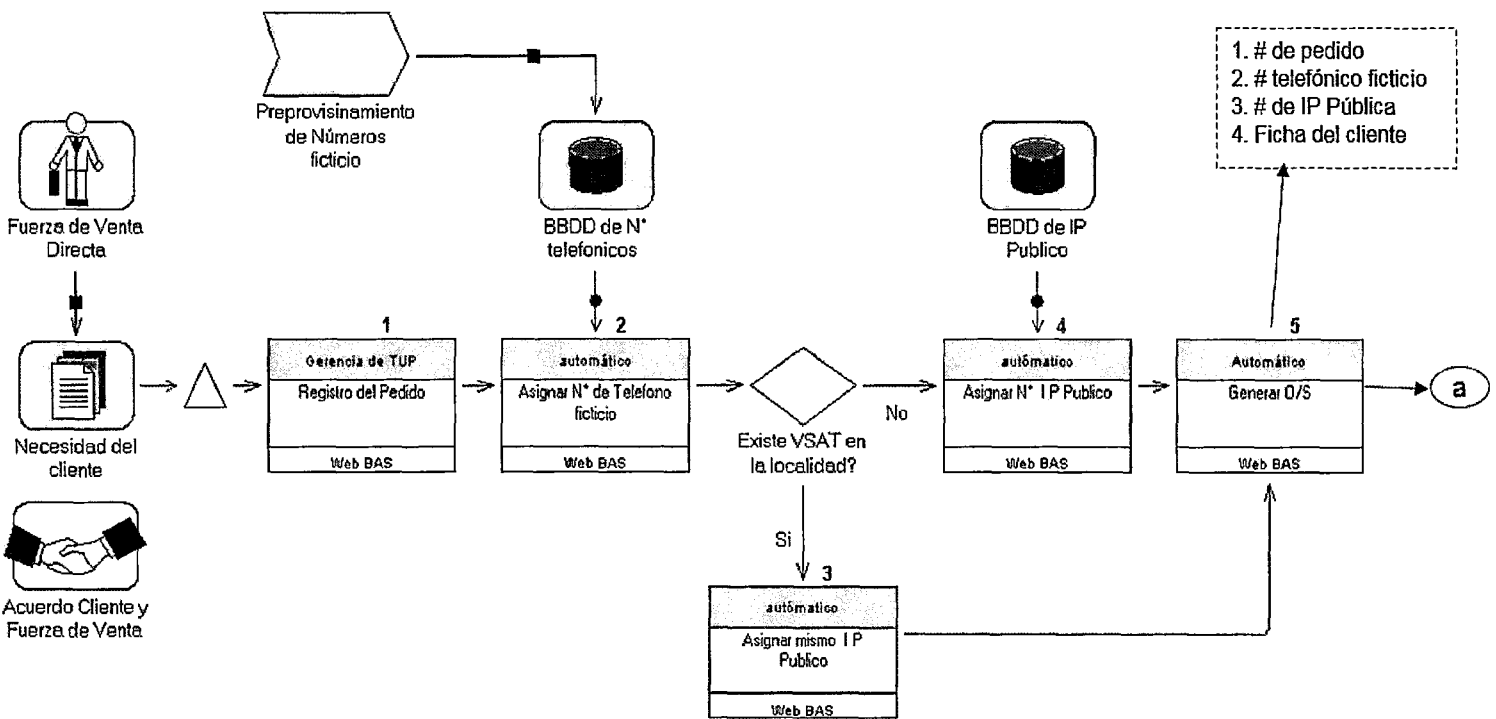 1. # de pedido
2. # telefónico ficticio
3. # de IP Pública
4. Ficha del cliente
Preprovisinamiento
de Números
ficticio
Fuerza de Venta
Directa
BBDD de N°
telefonicos
BBDD de IP
Publico
Necesidad del
cliente
Acuerdo Cliente y
Fuerza de Venta
1
Gerencia de TUP
Registro del Pedido
Web BAS
2
automático
Asignar N° de Telefono
ficticio
Web BAS
Existe VSAT en
la localidad?
No
Si
3
autómatico
Asignar mismo I P
Publico
Web BAS
4
autómatico
Asignar N° I P Publico
Web BAS
5
Automático
Generar O/S
Web BAS
a